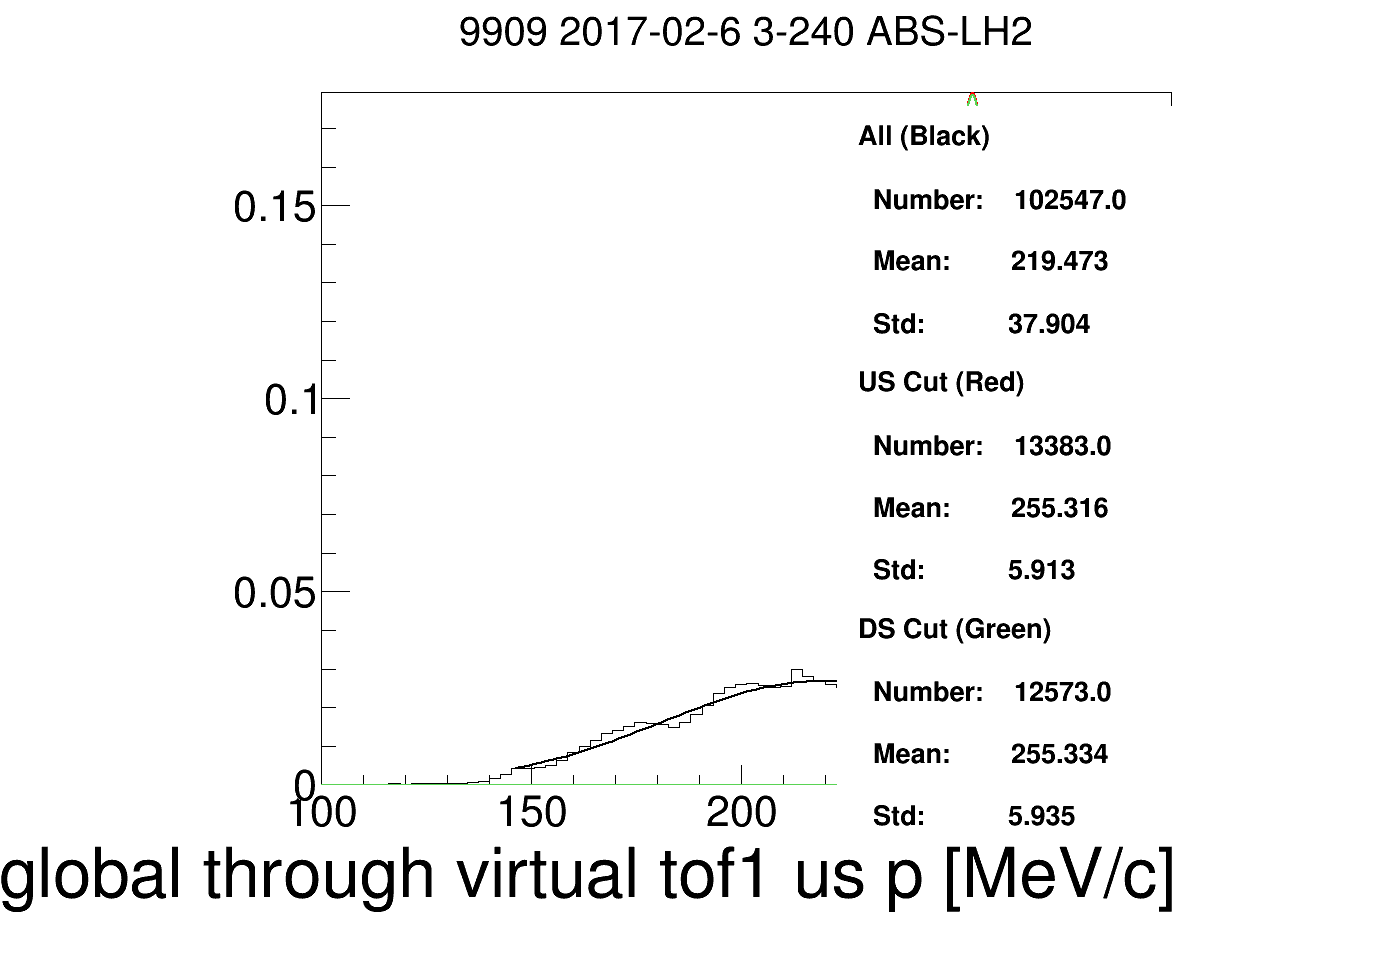 9909 2017-02-6 3-240 ABS-LH2
All (Black)
0.15
Number: 102547.0
Mean: 219.473
Std: 37.904
US Cut (Red)
0.1
Number: 13383.0
Mean: 255.316
Std: 5.913
0.05
DS Cut (Green)
Number: 12573.0
Mean: 255.334
0
Std: 5.935
100 150 200
global through virtual tof1 us p [MeV/c]